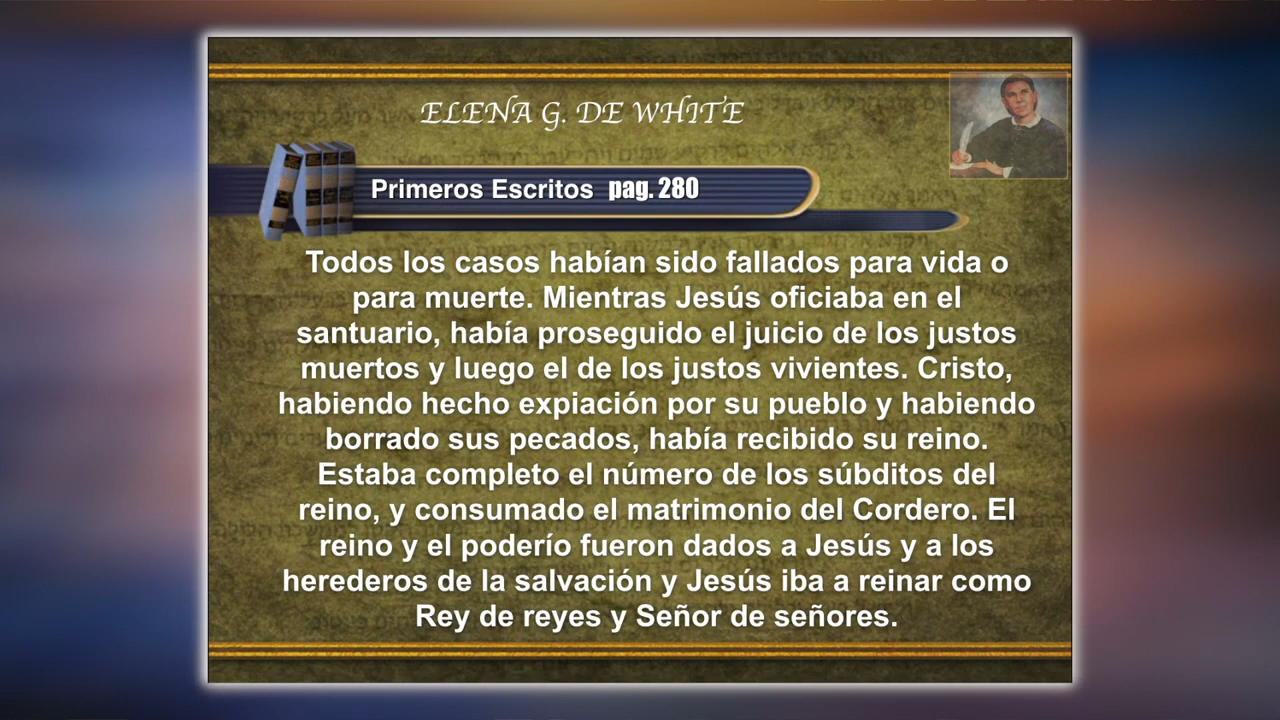 ELENA G. DE WHITE
Primeros Escritos pag. 280
Todos los casos habían sido fallados para vida o
para muerte. Mientras Jesús oficiaba en el
santuario, había proseguido el juicio de los justos
muertos y luego el de los justos vivientes. Cristo,
habiendo hecho expiación por su pueblo y habiendo
borrado sus pecados, había recibido su reino.
Estaba completo el número de los súbditos del
reino, y consumado el matrimonio del Cordero. El
reino y el poderío fueron dados a Jesús y a los
herederos de la salvación y Jesús iba a reinar como
Rey de reyes y Señor de señores.